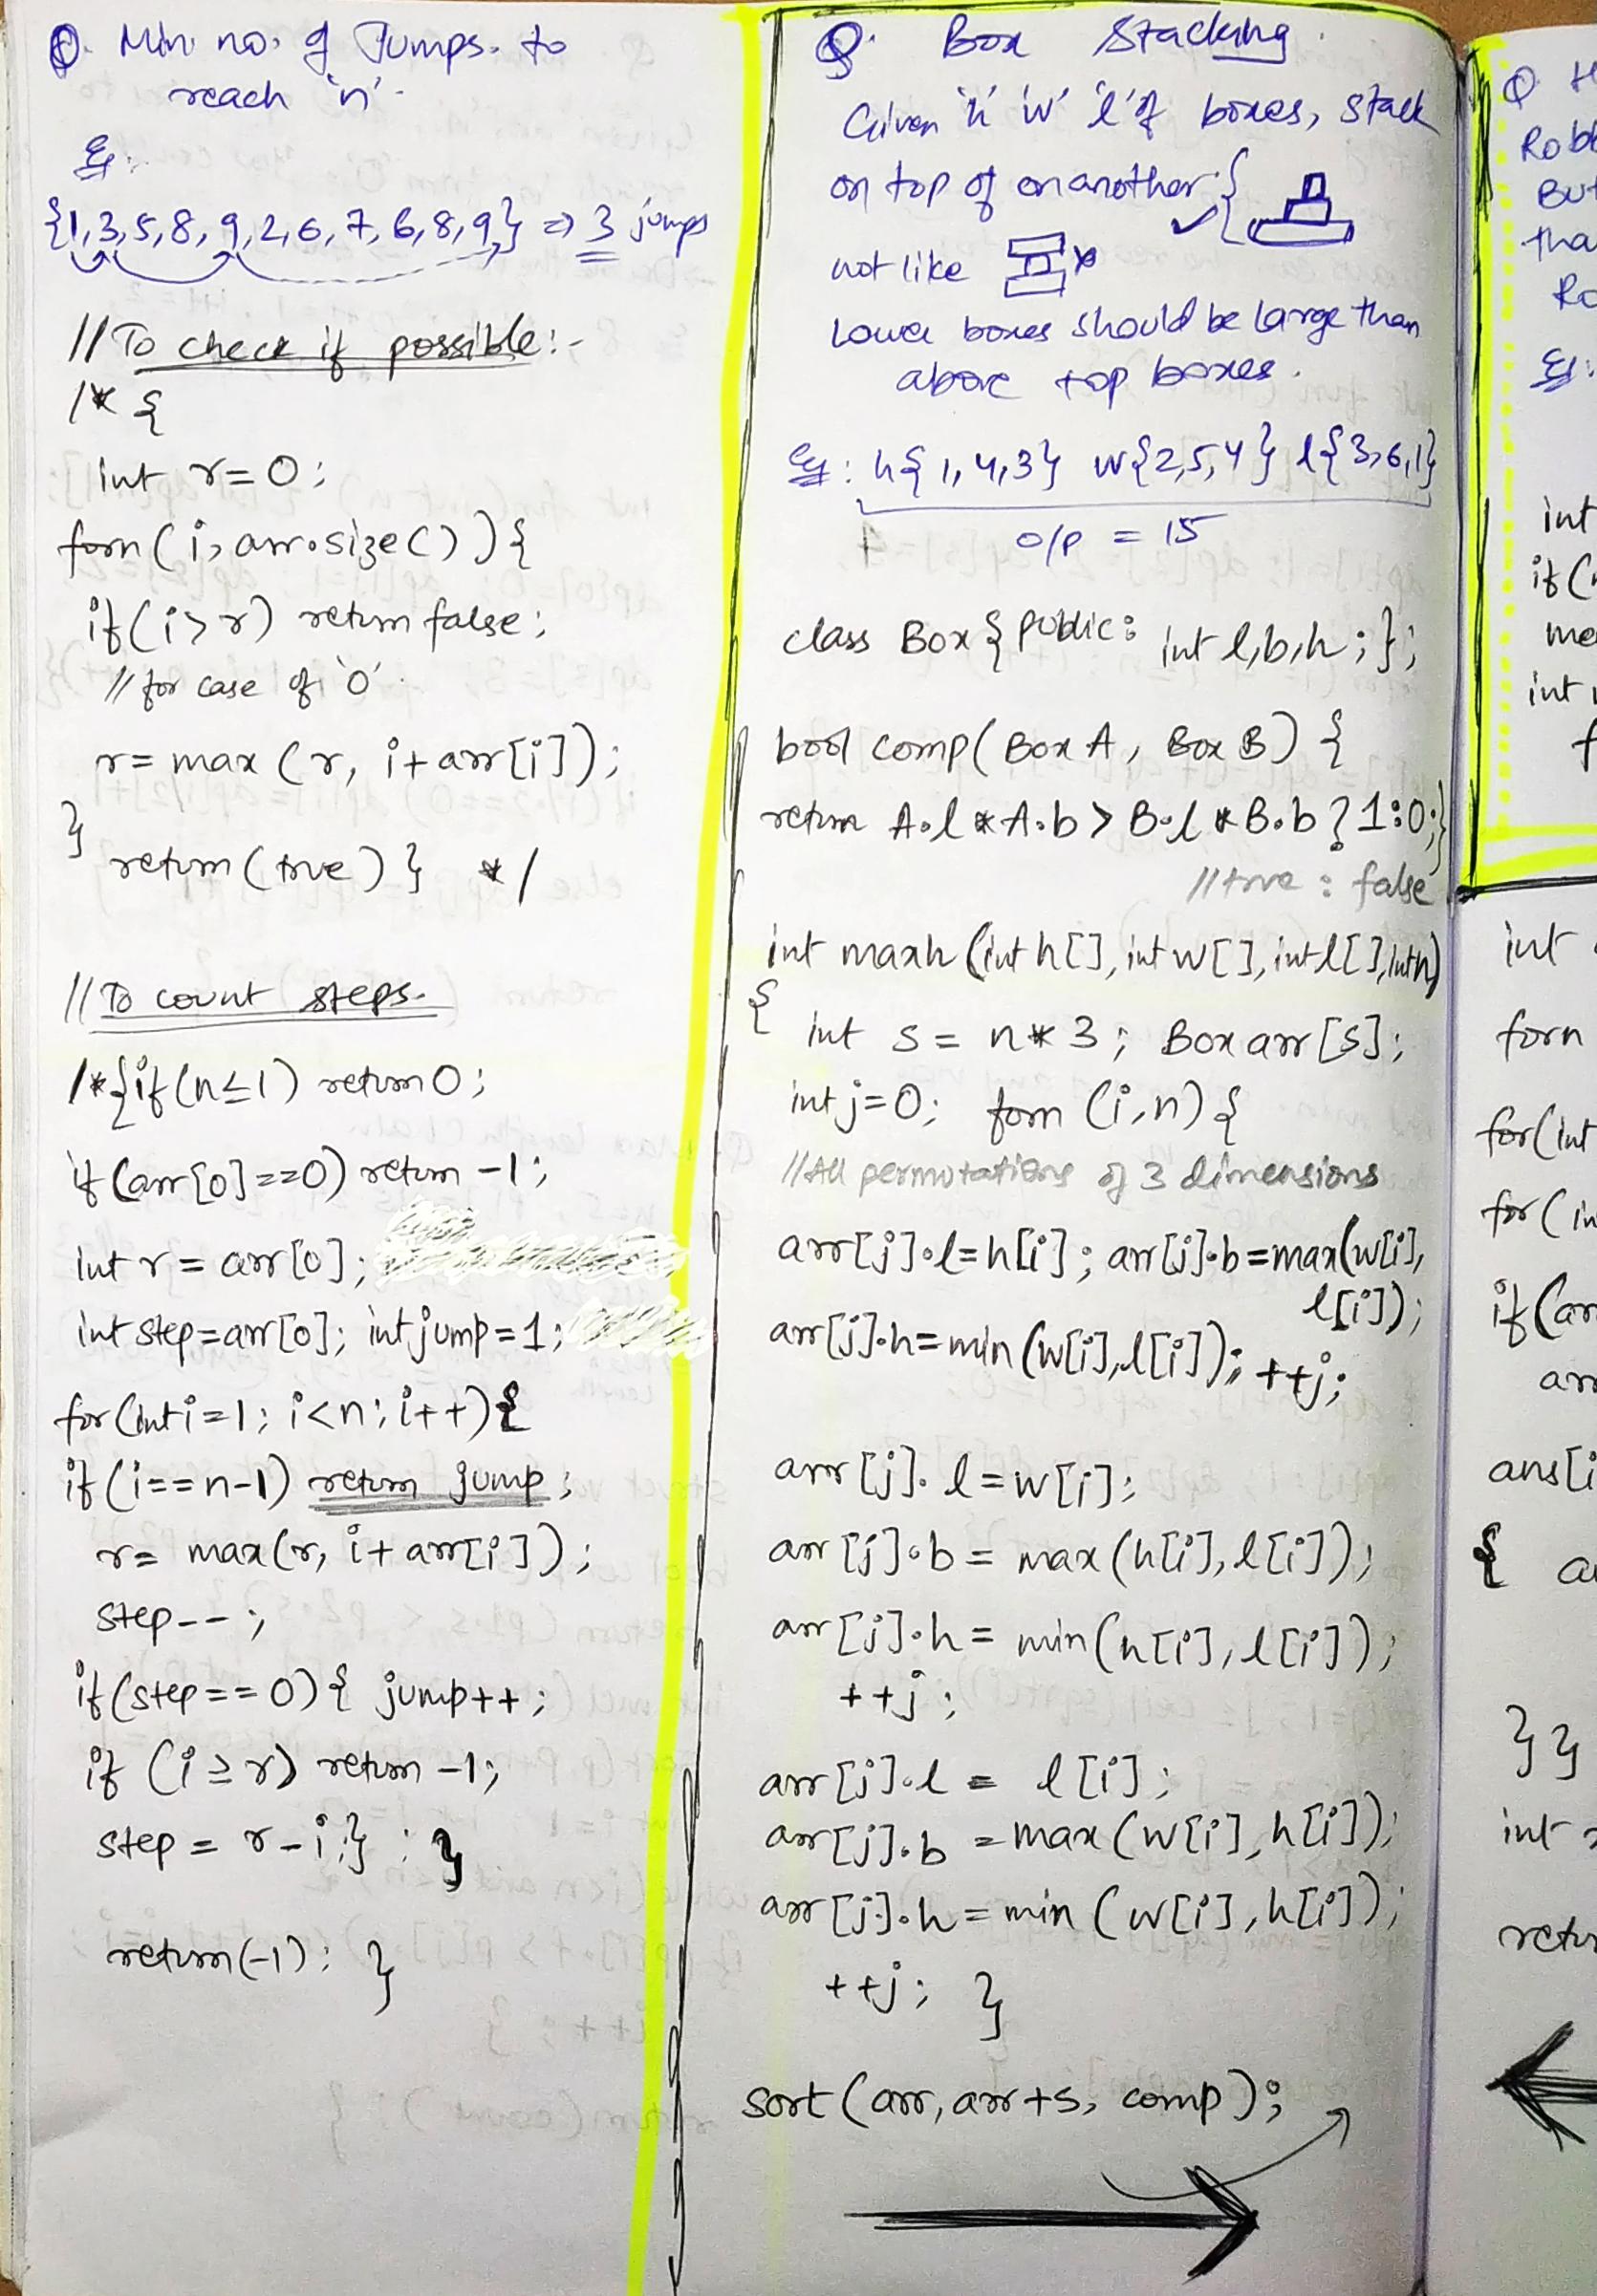 Q. Min no. of Jumps. to
reach 'n'.
Eg:
{1,3,5,8,9,2,6,7,6,8,9} => 3 jumps
// To check if possible:-
/* {
int r=0;
forn(i, arr.size()){
if(i>r) return false;
// for case of '0'.
r= max (r, i+arr[i]);
}
return(true) } */
// To count steps.
/*{if(n≤1) return 0;
if(arr[0]==0) return -1;
int r = arr[0];
int step=arr[0]; int jump=1;
for(int i=1; i<n; i++){
if(i==n-1) return jump;
r= max(r, i+arr[i]);
step--;
if(step==0){ jump++;
if (i≥r) return -1;
step = r-i;} ; }
return(-1); }
Q. Box Stacking.
Given 'h' 'w' 'l' of boxes, stack
on top of on another {
not like x
Lower boxes should be large than
above top boxes.
Eg: h{1,4,3} w{2,5,4} l{3,6,1}
o/p = 15
class Box { public: int l,b,h; };
bool comp(Box A, Box B) {
return A.l*A.b > B.l*B.b ? 1:0;}
//true : false
int maxh (int h[], int w[], int l[], int n)
{
int s = n*3; Box arr[s];
int j=0; forn (i,n) {
//All permutations of 3 dimensions
arr[j].l=h[i]; arr[j].b=max(w[i],
l[i]);
arr[j].h=min(w[i],l[i]); ++j;
arr[j].l=w[i];
arr[j].b = max(h[i],l[i]);
arr[j].h= min(h[i],l[i]);
++j;
arr[j].l = l[i];
arr[j].b =max(w[i],h[i]);
arr[j].h=min(w[i],h[i]);
++j; }
sort(arr,arr+s, comp);
Q. H
Robb
But
tha
Ro
Eg:
int
if(
me
int
f
int
forn
for(int
for(in
if(ar
arr
ans[i
{
}}
int
retur